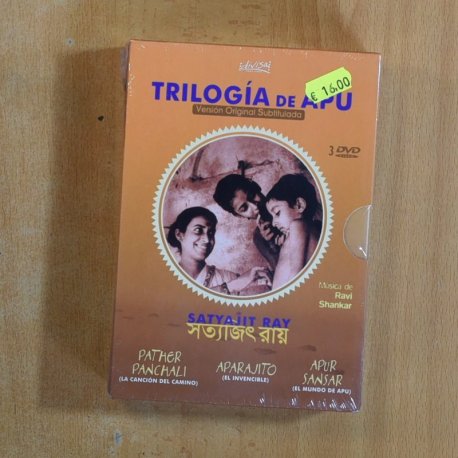 divisa
€ 16.00
TRILOGÍA DE APU
Versión Original Subtitulada
3 DVD
Música de
Ravi
Shankar
SATYAJIT RAY
সত্যজিৎ রায়
PATHER
PANCHALI
(LA CANCIÓN DEL CAMINO)
APARAJITO
(EL INVENCIBLE)
APUR
SANSAR
(EL MUNDO DE APU)